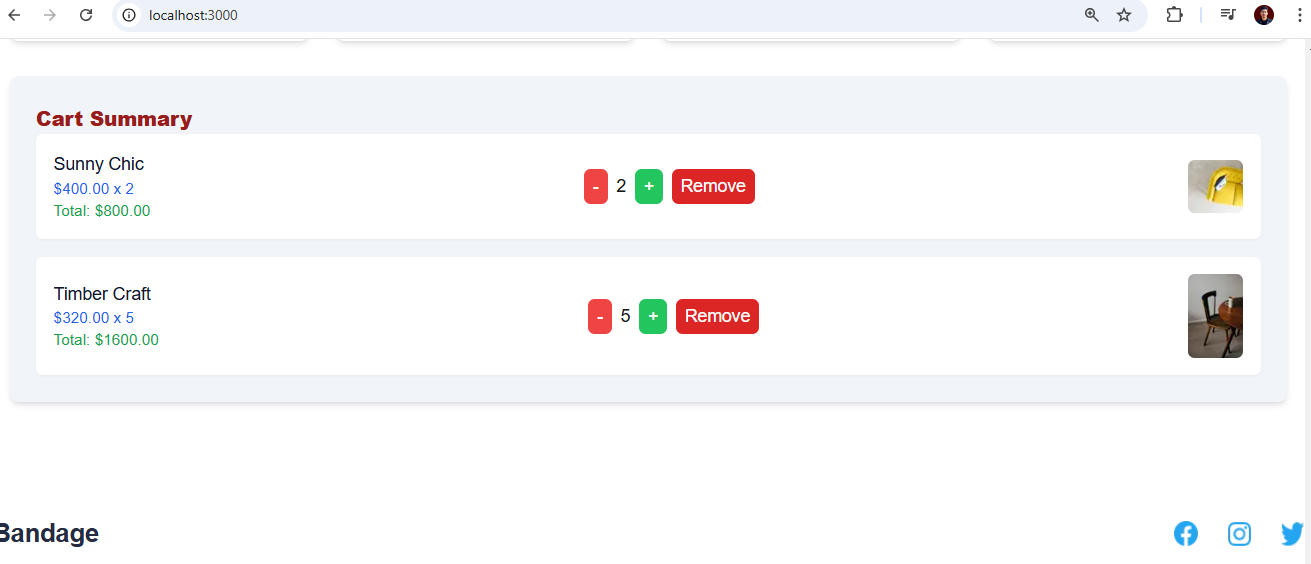 localhost:3000
Cart Summary
Sunny Chic
$400.00 x 2
Total: $800.00
- 2 + Remove
Timber Craft
$320.00 x 5
Total: $1600.00
- 5 + Remove
Bandage